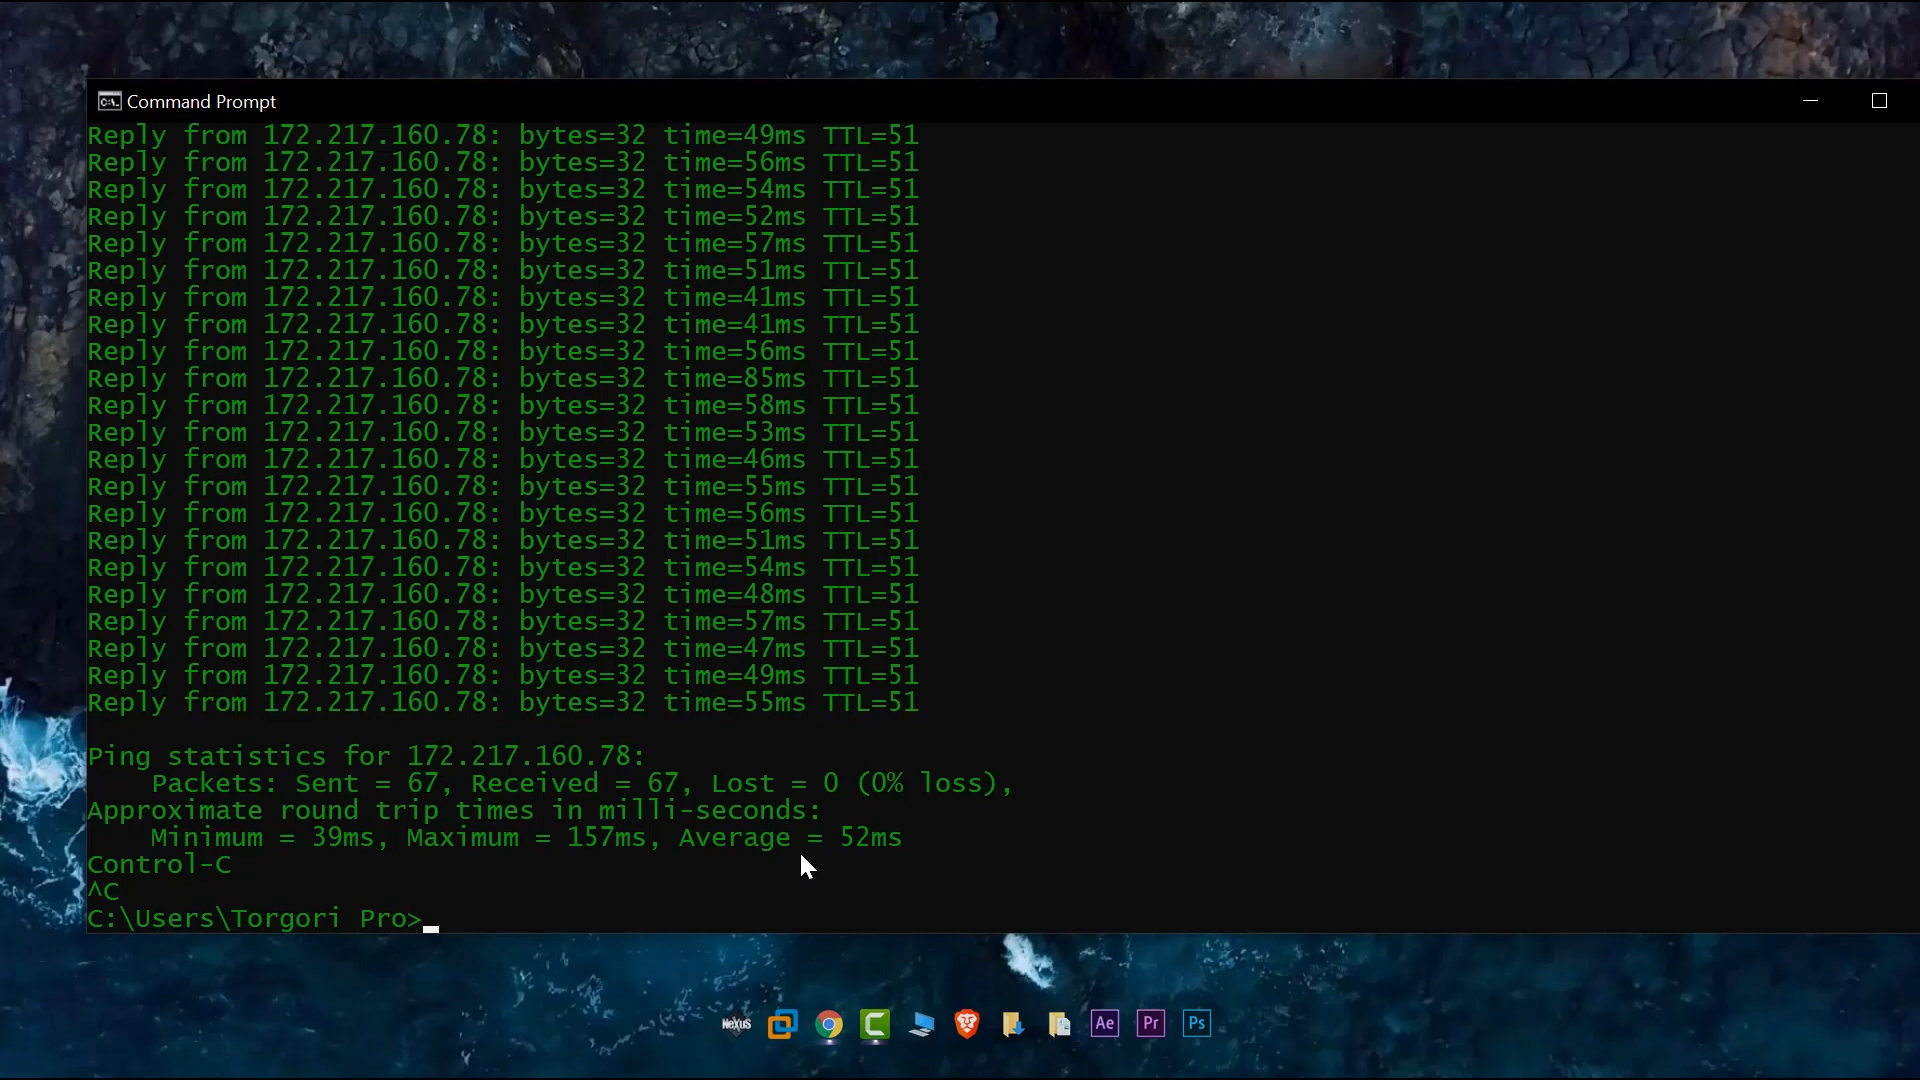 Command Prompt
Reply from 172.217.160.78: bytes=32 time=49ms TTL=51
Reply from 172.217.160.78: bytes=32 time=56ms TTL=51
Reply from 172.217.160.78: bytes=32 time=54ms TTL=51
Reply from 172.217.160.78: bytes=32 time=52ms TTL=51
Reply from 172.217.160.78: bytes=32 time=57ms TTL=51
Reply from 172.217.160.78: bytes=32 time=51ms TTL=51
Reply from 172.217.160.78: bytes=32 time=41ms TTL=51
Reply from 172.217.160.78: bytes=32 time=41ms TTL=51
Reply from 172.217.160.78: bytes=32 time=56ms TTL=51
Reply from 172.217.160.78: bytes=32 time=85ms TTL=51
Reply from 172.217.160.78: bytes=32 time=58ms TTL=51
Reply from 172.217.160.78: bytes=32 time=53ms TTL=51
Reply from 172.217.160.78: bytes=32 time=46ms TTL=51
Reply from 172.217.160.78: bytes=32 time=55ms TTL=51
Reply from 172.217.160.78: bytes=32 time=56ms TTL=51
Reply from 172.217.160.78: bytes=32 time=51ms TTL=51
Reply from 172.217.160.78: bytes=32 time=54ms TTL=51
Reply from 172.217.160.78: bytes=32 time=48ms TTL=51
Reply from 172.217.160.78: bytes=32 time=57ms TTL=51
Reply from 172.217.160.78: bytes=32 time=47ms TTL=51
Reply from 172.217.160.78: bytes=32 time=49ms TTL=51
Reply from 172.217.160.78: bytes=32 time=55ms TTL=51
Ping statistics for 172.217.160.78:
Packets: Sent = 67, Received = 67, Lost = 0 (0% loss),
Approximate round trip times in milli-seconds:
Minimum = 39ms, Maximum = 157ms, Average = 52ms
Control-C
^C
C:\Users\Torgori Pro>
NeXuS Ae Pr Ps